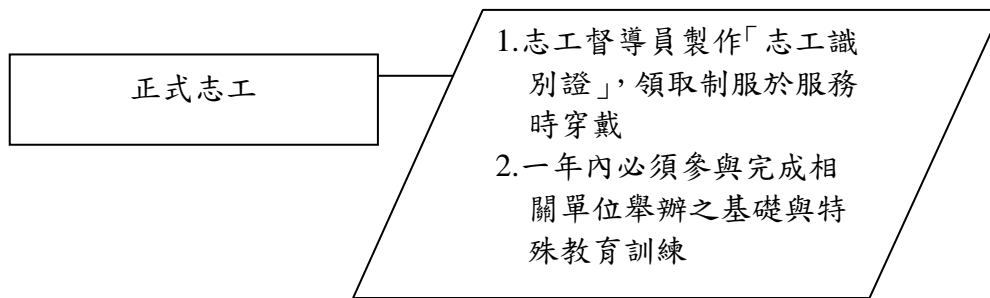 正式志工
1.志工督導員製作「志工識
別證」，領取制服於服務
時穿戴
2.一年內必須參與完成相
關單位舉辦之基礎與特
殊教育訓練